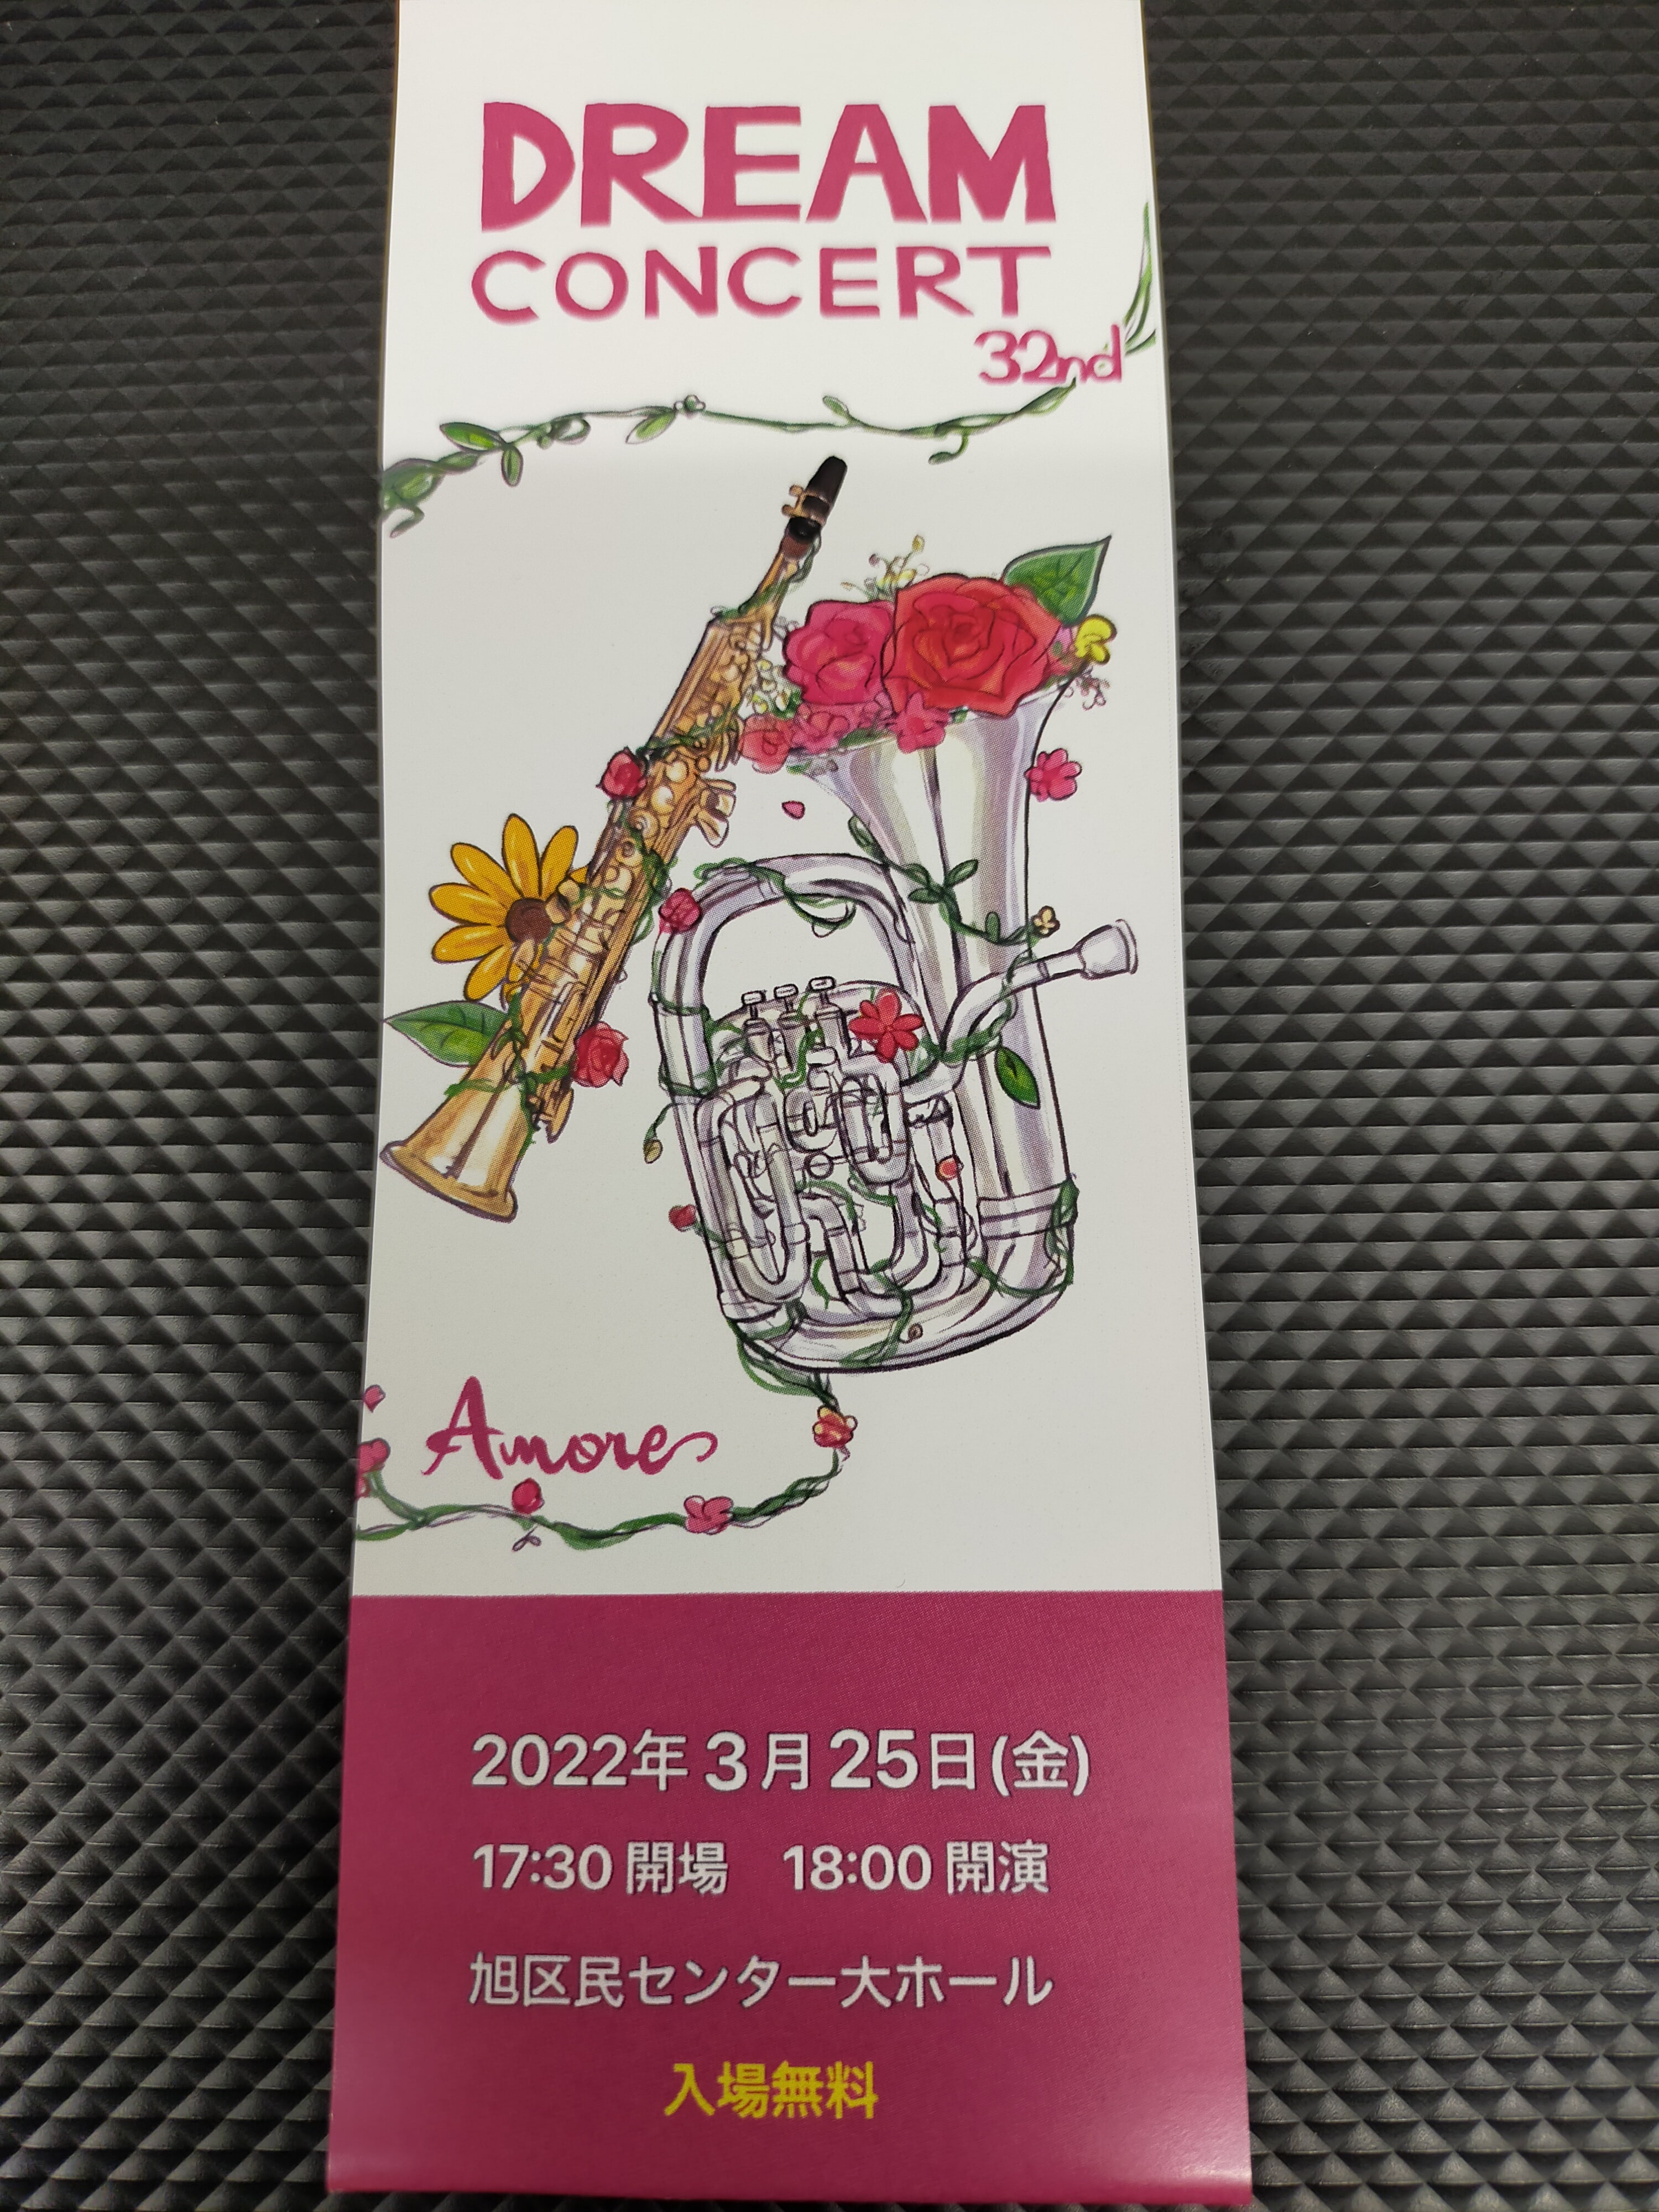 DREAM
CONCERT
32nd
Amore
2022年3月25日(金)
17:30 開場　18:00 開演
旭区民センター大ホール
入場無料